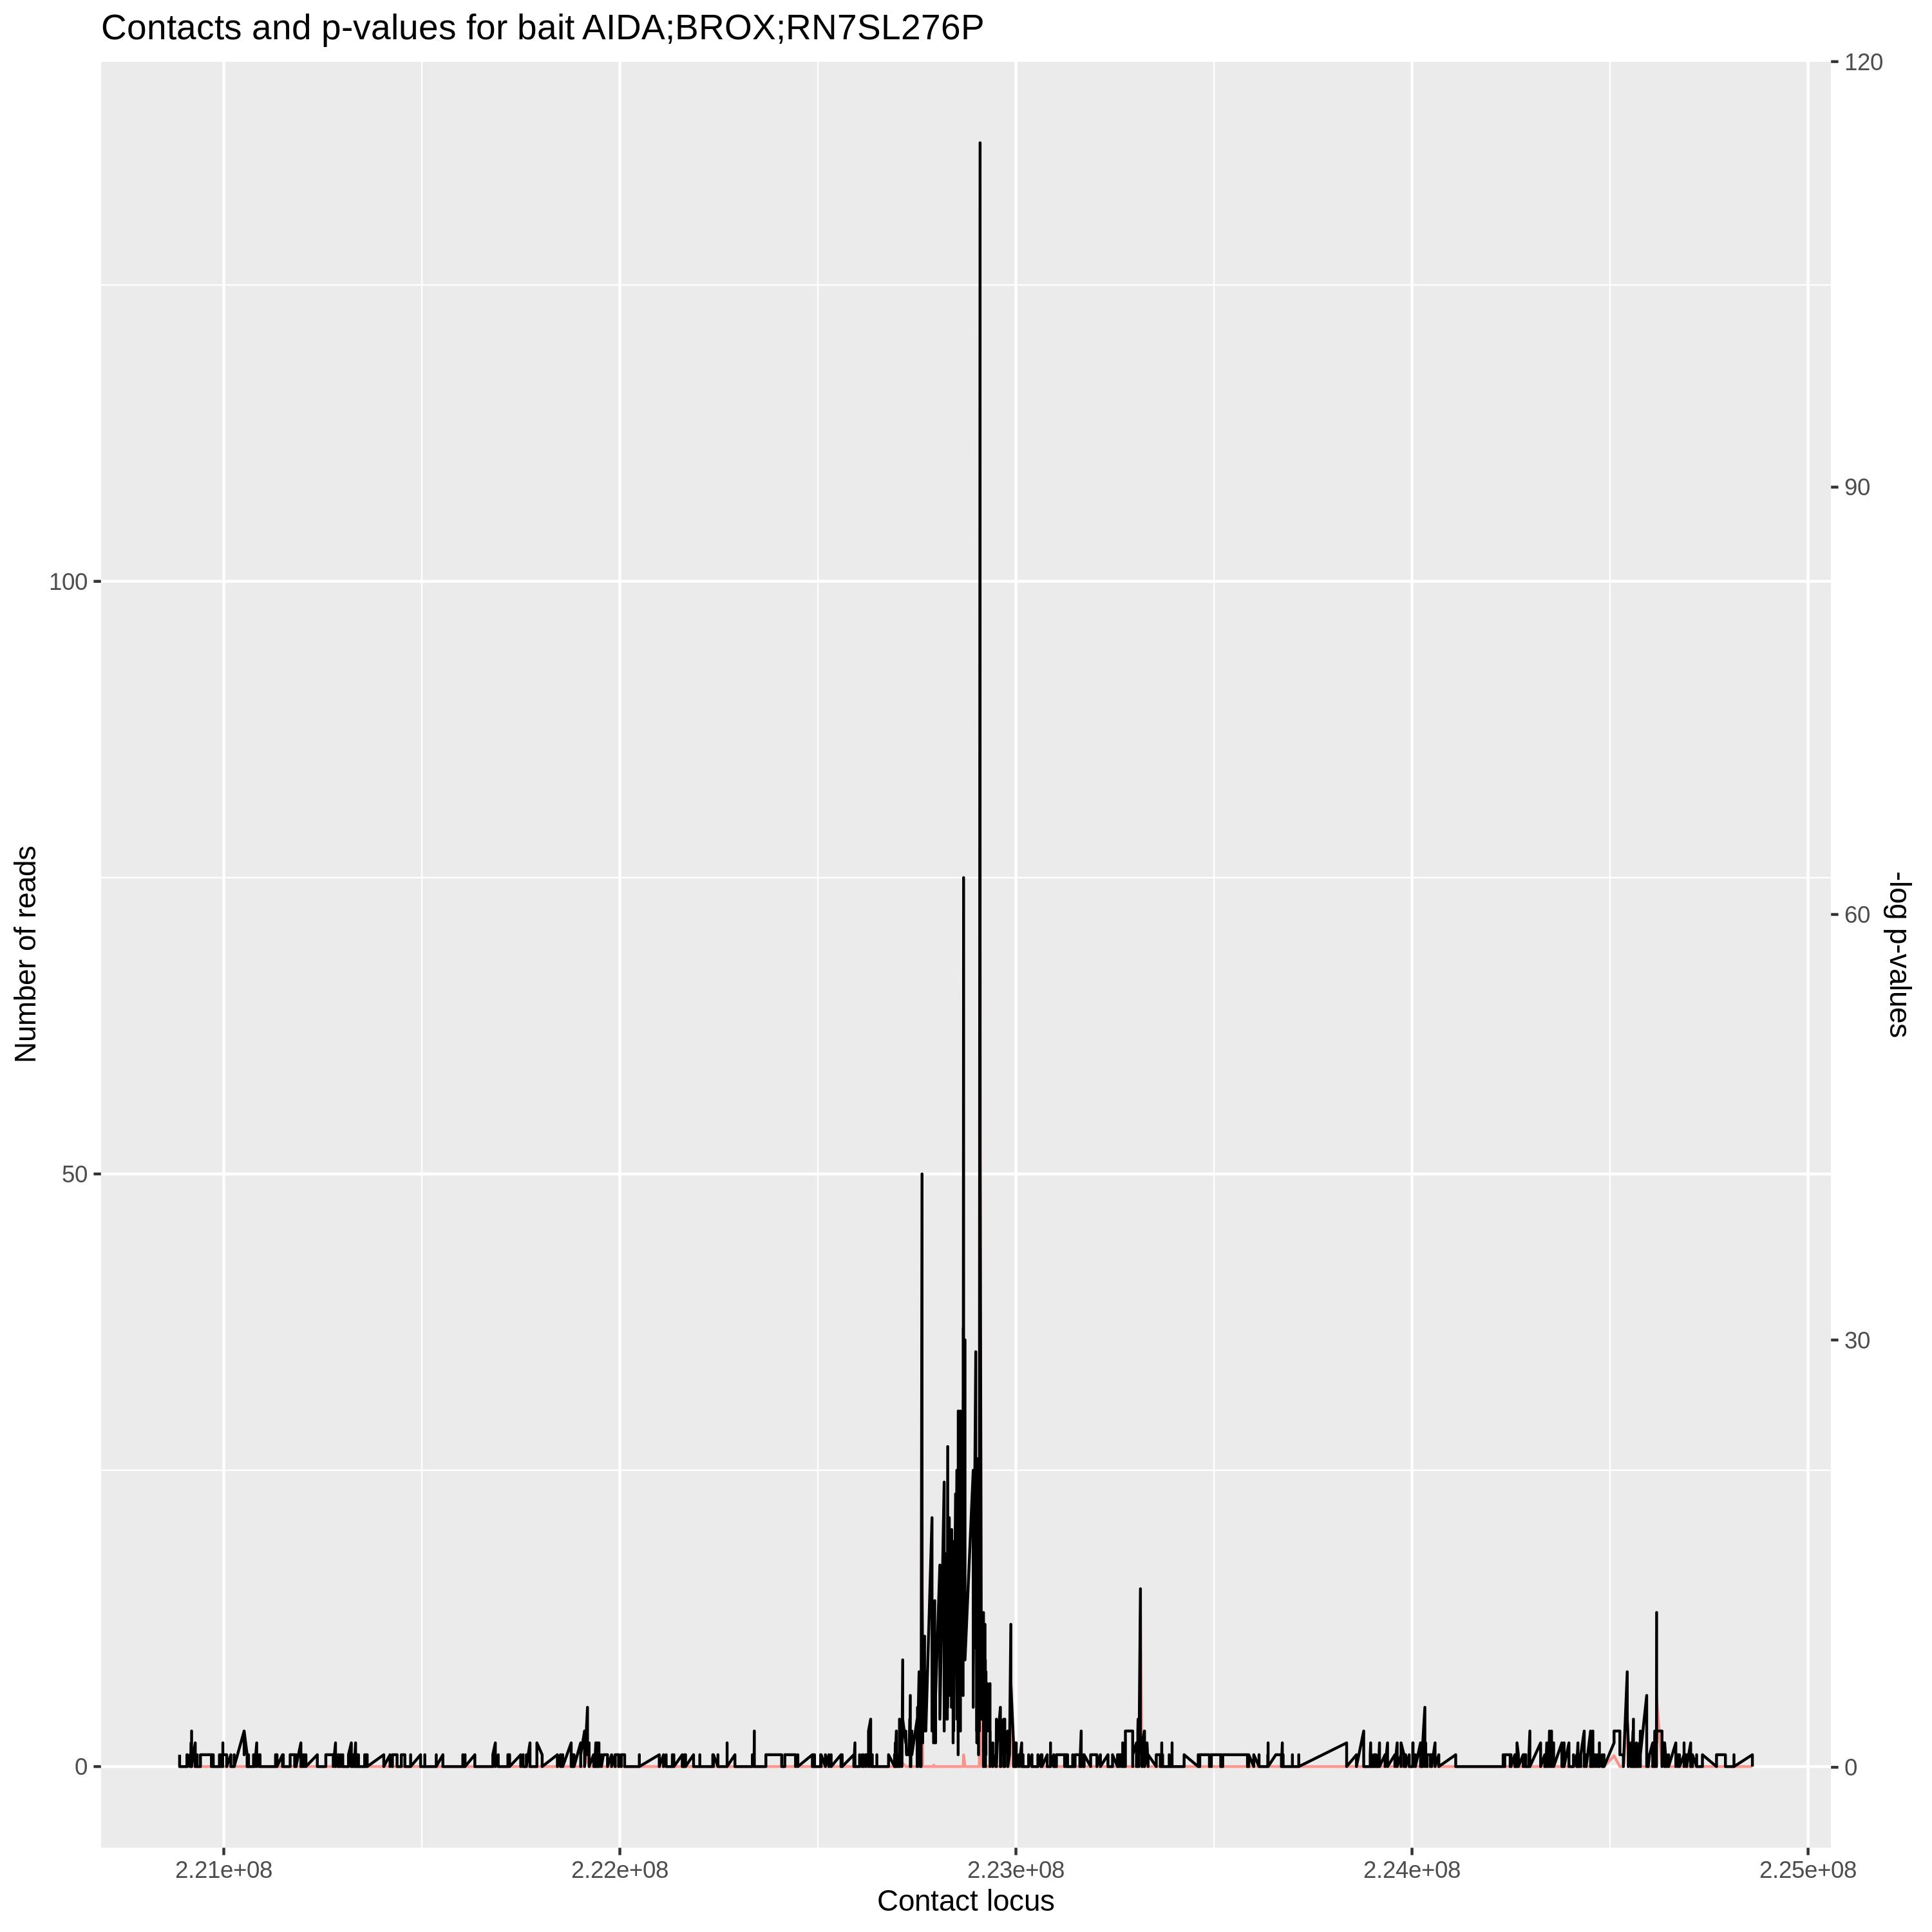 Contacts and p-values for bait AIDA;BROX;RN7SL276P
120
90
60
30
0
-log p-values
100
50
0
Number of reads
2.21e+08
2.22e+08
2.23e+08
2.24e+08
2.25e+08
Contact locus